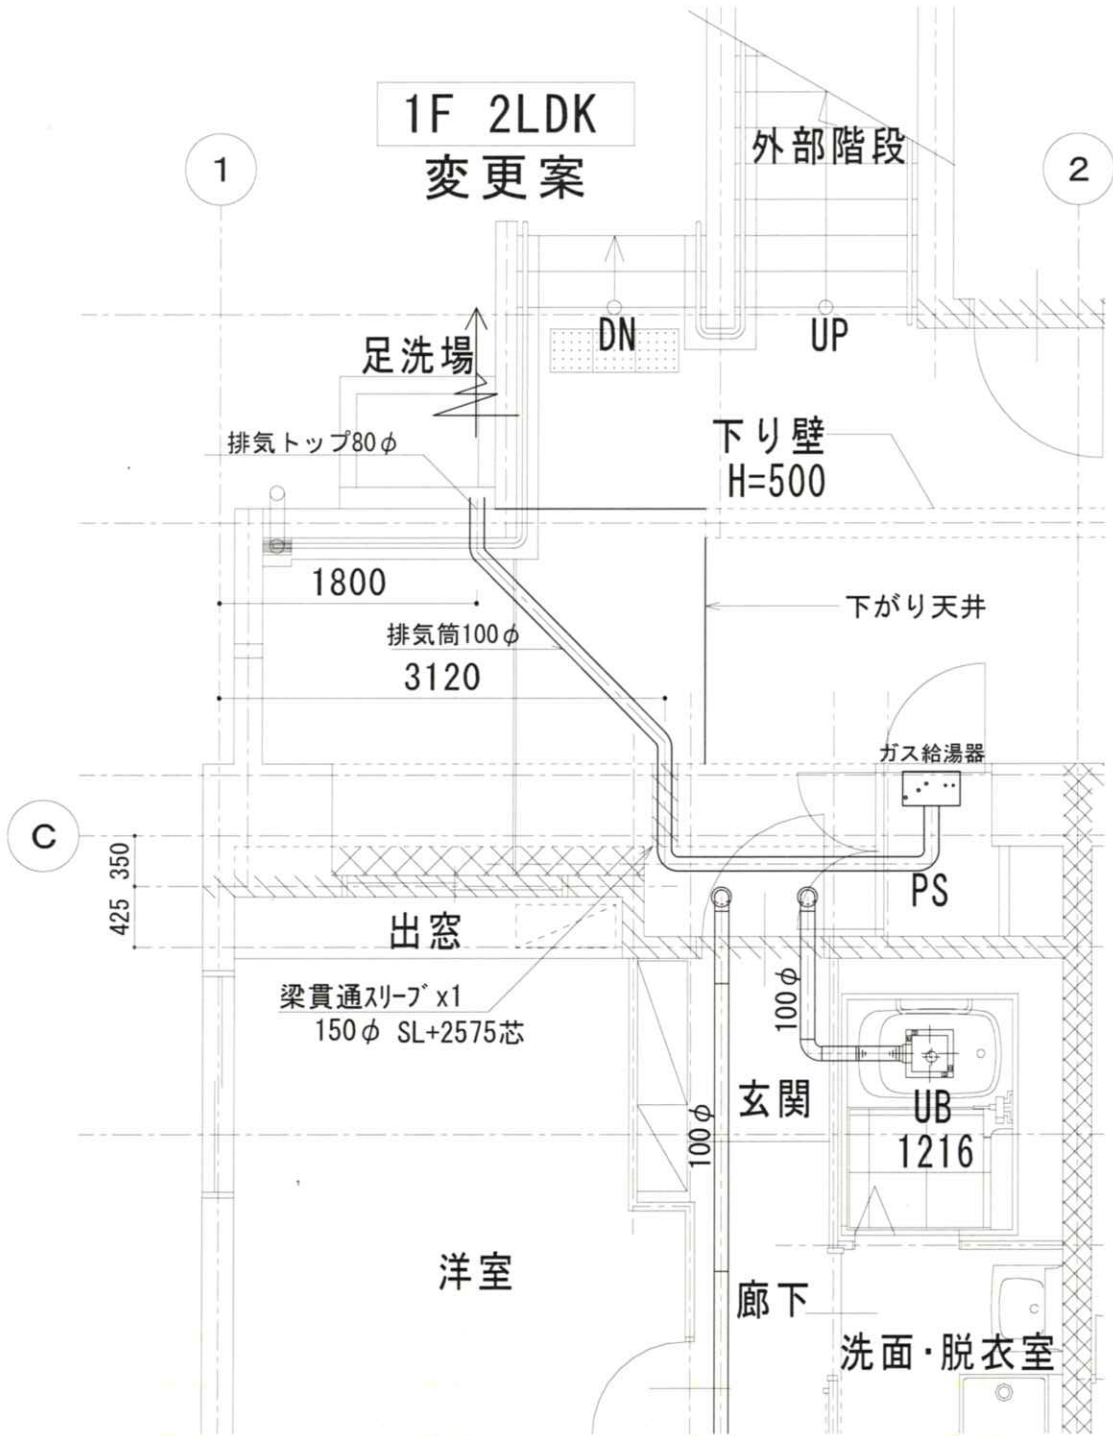 1F 2LDK
変更案
1
2
外部階段
DN
UP
足洗場
排気トップ80φ
下り壁
H=500
1800
下がり天井
排気筒100φ
3120
ガス給湯器
C
350
425
PS
出窓
梁貫通スリーブx1
150φ SL+2575芯
100φ
100φ
玄関
UB
1216
洋室
廊下
洗面・脱衣室